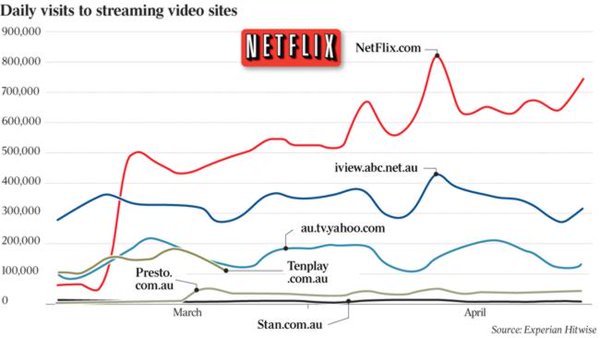 Daily visits to streaming video sites
900,000
NETFLIX
NetFlix.com
800,000
700,000
600,000
500,000
iview.abc.net.au
400,000
300,000
au.tv.yahoo.com
200,000
Presto.
com.au
Tenplay
.com.au
100,000
0
March
April
Stan.com.au
Source: Experian Hitwise